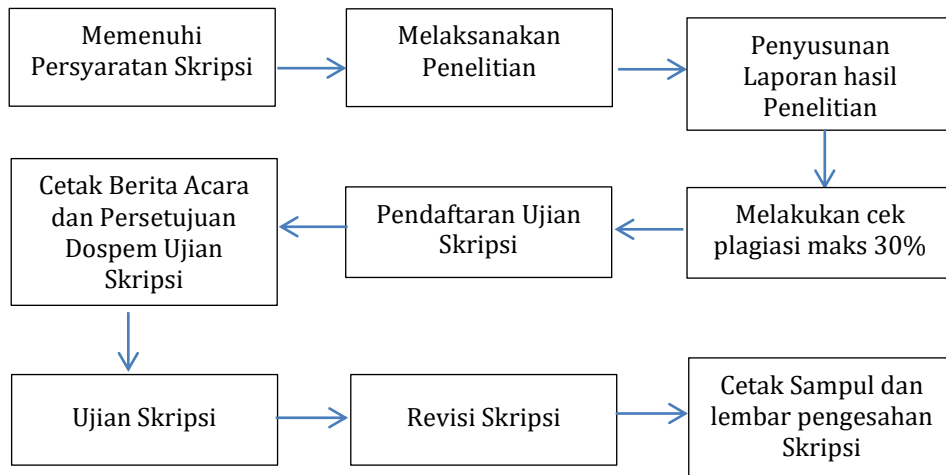 Memenuhi
Persyaratan Skripsi
Melaksanakan
Penelitian
Penyusunan
Laporan hasil
Penelitian
Melakukan cek
plagiasi maks 30%
Pendaftaran Ujian
Skripsi
Cetak Berita Acara
dan Persetujuan
Dospem Ujian
Skripsi
Ujian Skripsi
Revisi Skripsi
Cetak Sampul dan
lembar pengesahan
Skripsi